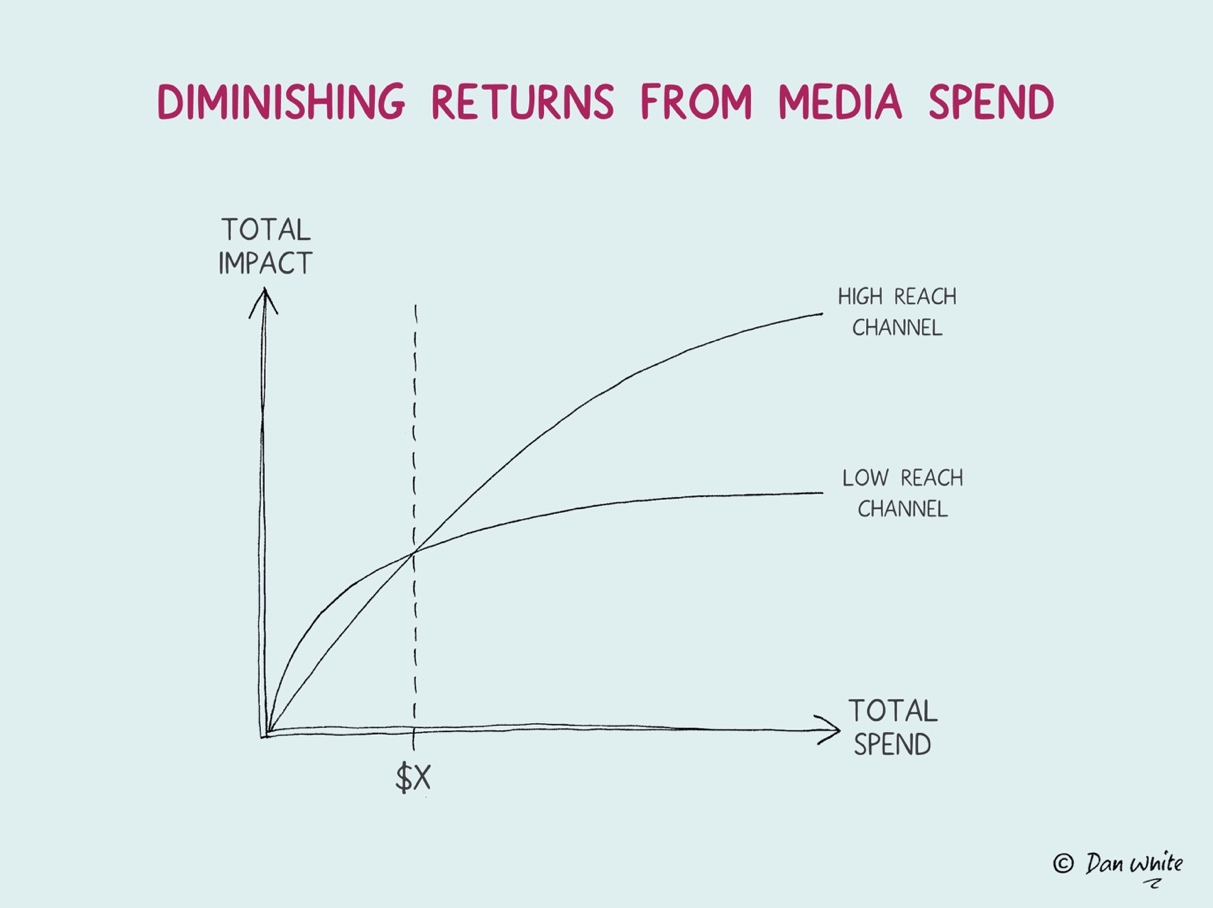 DIMINISHING RETURNS FROM MEDIA SPEND
TOTAL
IMPACT
HIGH REACH
CHANNEL
LOW REACH
CHANNEL
TOTAL
SPEND
$X
© Dan White